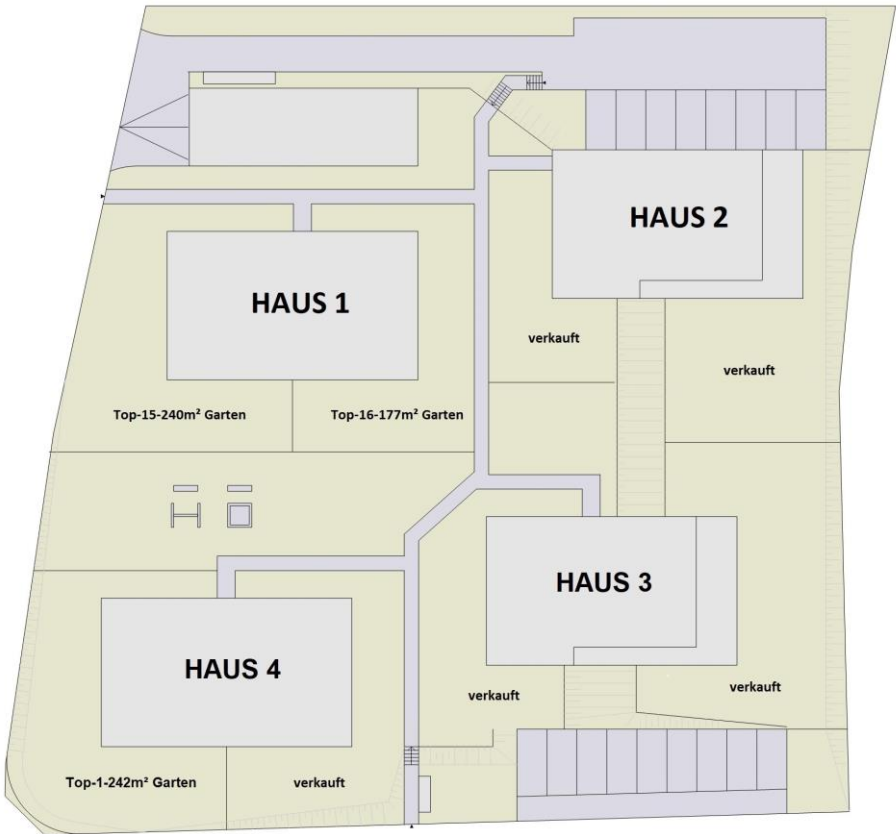 HAUS 2
HAUS 1
verkauft
verkauft
Top-15-240m² Garten
Top-16-177m² Garten
HAUS 3
HAUS 4
verkauft
verkauft
Top-1-242m² Garten
verkauft